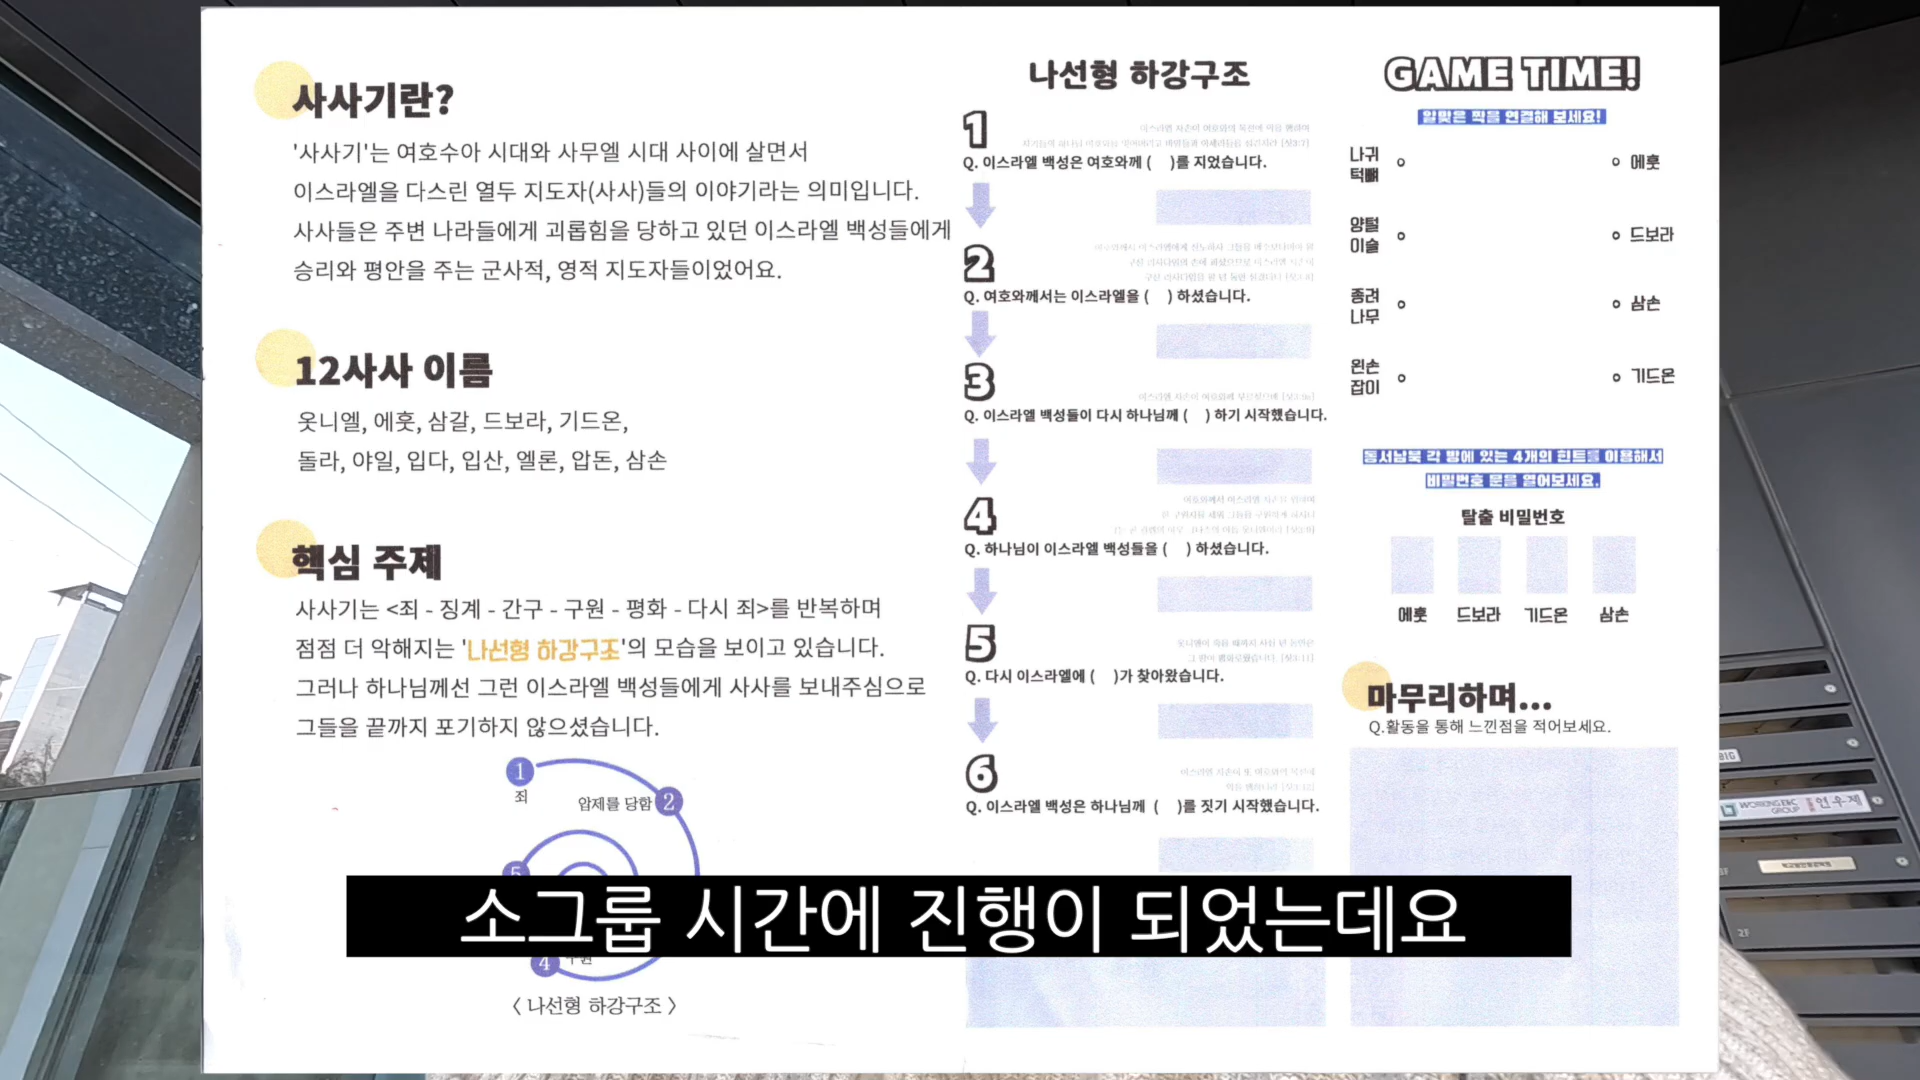 사사기란?
'사사기'는 여호수아 시대와 사무엘 시대 사이에 살면서
이스라엘을 다스린 열두 지도자(사사)들의 이야기라는 의미입니다.
사사들은 주변 나라들에게 괴롭힘을 당하고 있던 이스라엘 백성들에게
승리와 평안을 주는 군사적, 영적 지도자들이었어요.
12사사 이름
옷니엘, 에훗, 삼갈, 드보라, 기드온,
돌라, 야일, 입다, 입산, 엘론, 압돈, 삼손
핵심 주제
사사기는 <죄 - 징계 - 간구 - 구원 - 평화 - 다시 죄>를 반복하며
점점 더 악해지는 '나선형 하강구조'의 모습을 보이고 있습니다.
그러나 하나님께선 그런 이스라엘 백성들에게 사사를 보내주심으로
그들을 끝까지 포기하지 않으셨습니다.
1
죄
압제를 당함 2
5
4 구원
< 나선형 하강구조 >
나선형 하강구조
1
Q. 이스라엘 백성은 여호와께 ( )를 지었습니다.
2
Q. 여호와께서는 이스라엘을 ( ) 하셨습니다.
3
Q. 이스라엘 백성들이 다시 하나님께 ( ) 하기 시작했습니다.
4
Q. 하나님이 이스라엘 백성들을 ( ) 하셨습니다.
5
Q. 다시 이스라엘에 ( )가 찾아왔습니다.
6
Q. 이스라엘 백성은 하나님께 ( )를 짓기 시작했습니다.
GAME TIME!
알맞은 짝을 연결해 보세요!
나귀
턱뼈
에훗
양털
이슬
드보라
종려
나무
삼손
왼손
잡이
기드온
동서남북 각 방에 있는 4개의 힌트를 이용해서
비밀번호 문을 열어보세요.
탈출 비밀번호
에훗 드보라 기드온 삼손
마무리하며...
Q.활동을 통해 느낀점을 적어보세요.
소그룹 시간에 진행이 되었는데요
연우제
2F